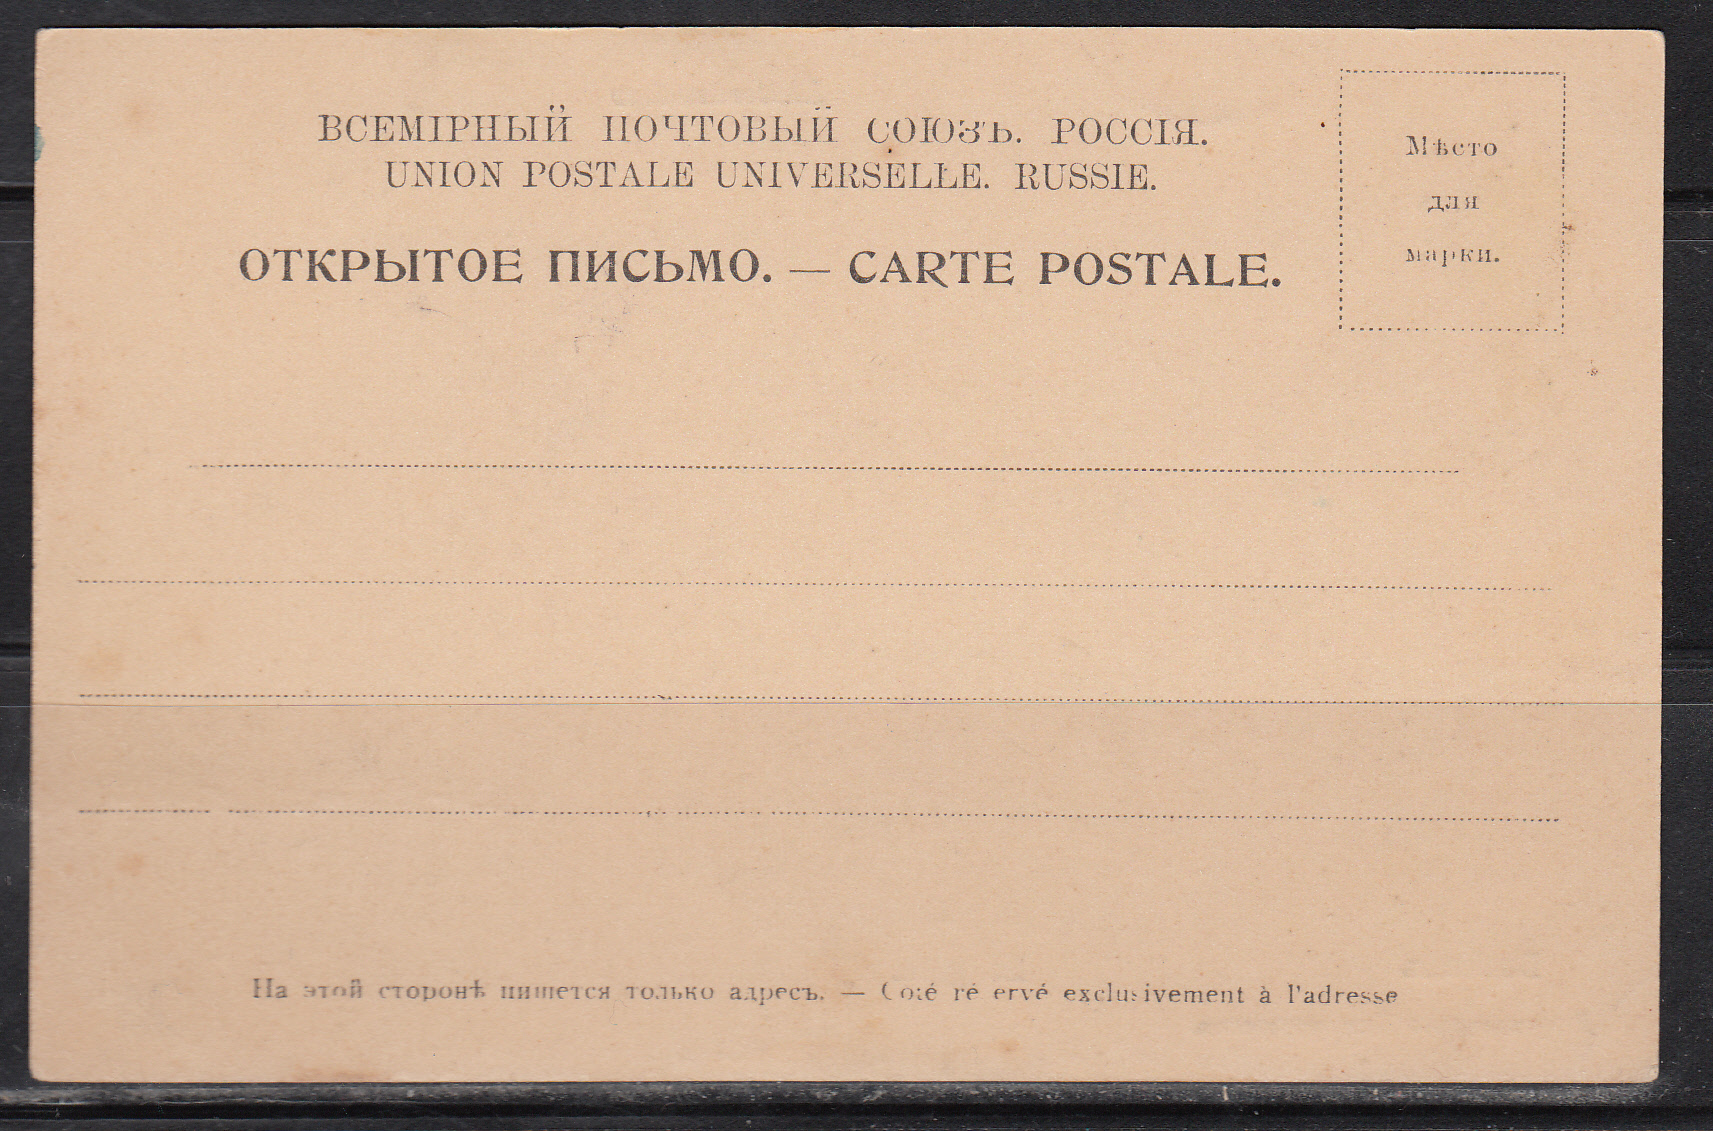 ВСЕМІРНЫЙ ПОЧТОВЫЙ СОЮЗЪ. РОССІЯ.
UNION POSTALE UNIVERSELLE. RUSSIE.
ОТКРЫТОЕ ПИСЬМО. — CARTE POSTALE.
Мѣсто
для
марки.
На этой сторонѣ пишется только адресъ. — Coté réservé exclusivement à l'adresse